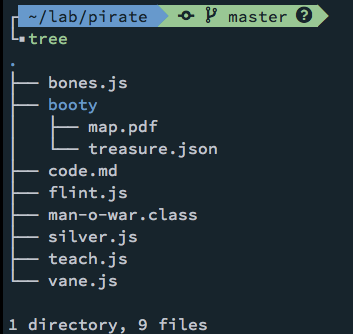 ~/lab/pirate master ?
tree
.
├── bones.js
├── booty
│   ├── map.pdf
│   └── treasure.json
├── code.md
├── flint.js
├── man-o-war.class
├── silver.js
├── teach.js
└── vane.js
1 directory, 9 files